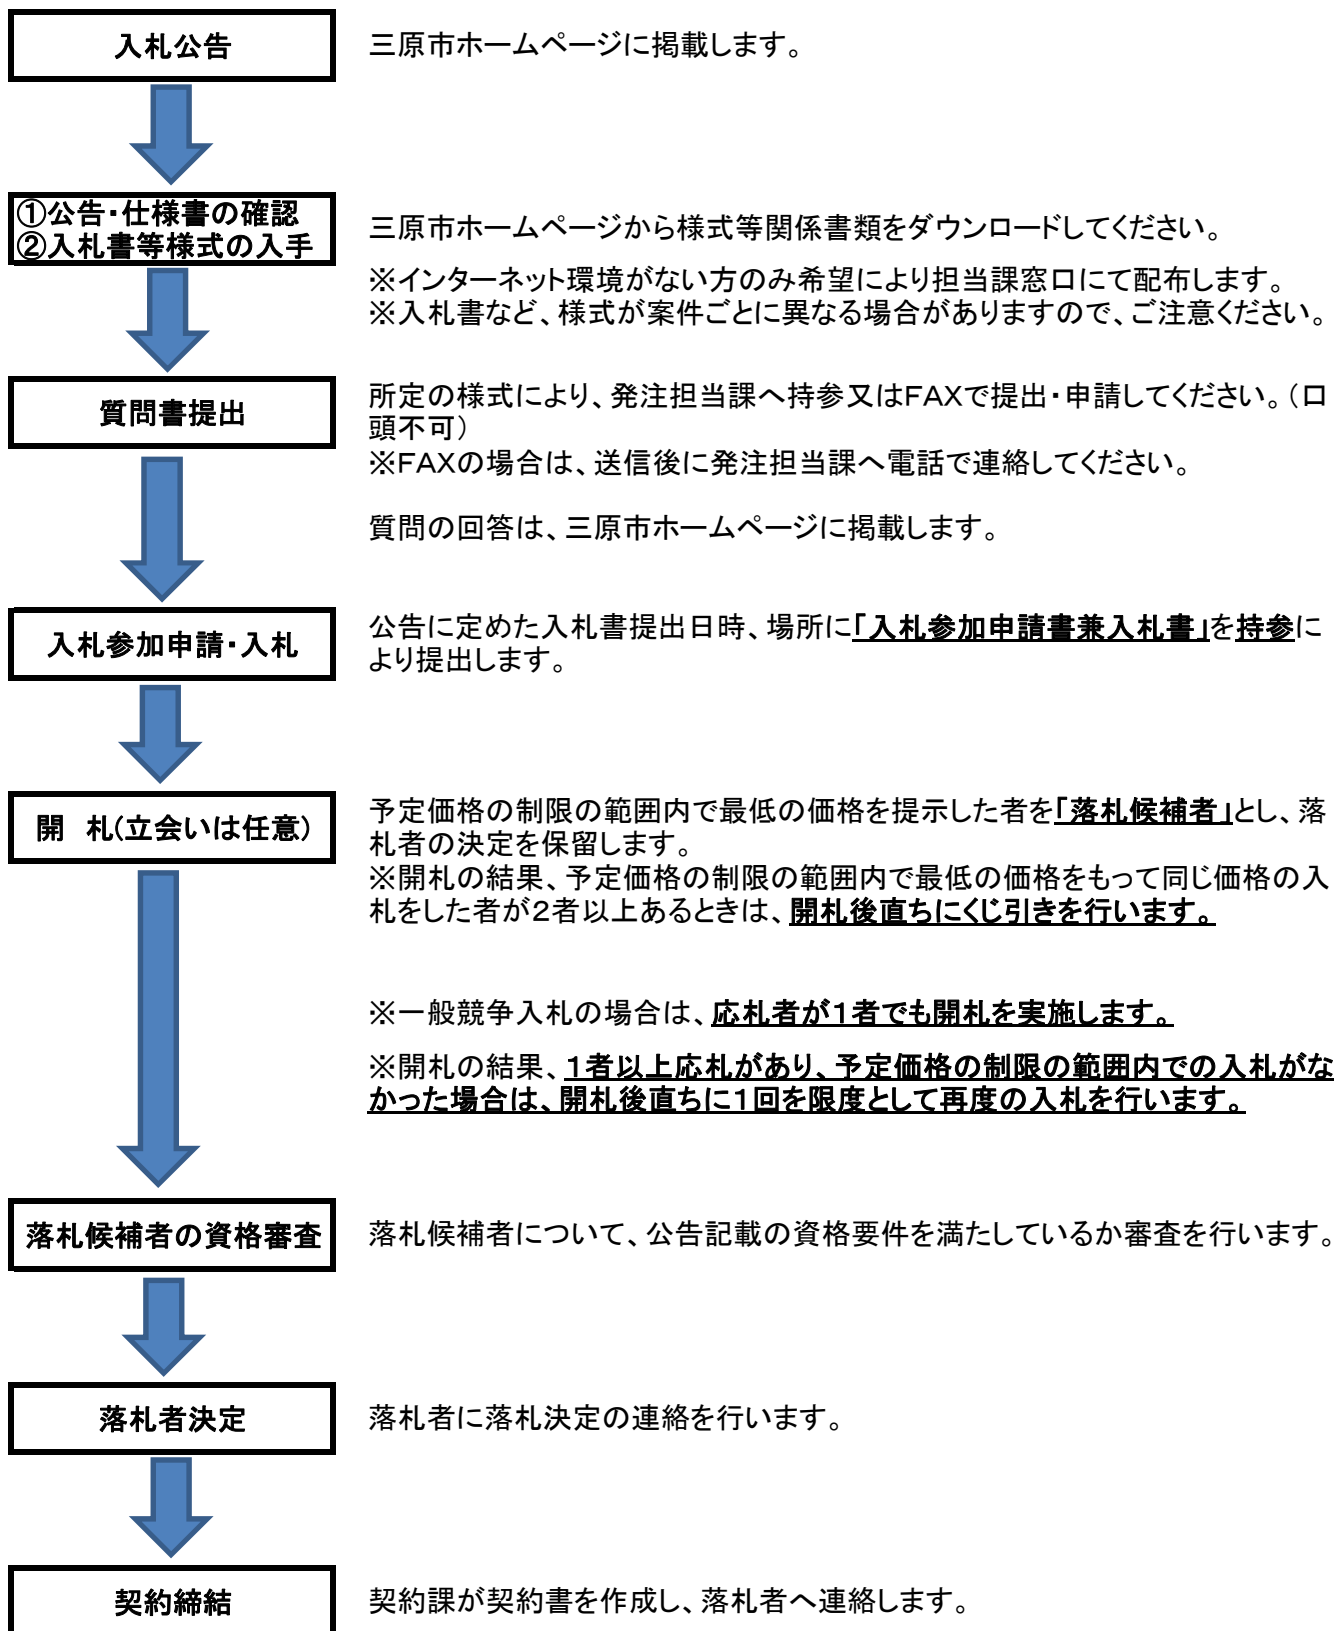 入札公告
三原市ホームページに掲載します。
①公告・仕様書の確認
②入札書等様式の入手
三原市ホームページから様式等関係書類をダウンロードしてください。
※インターネット環境がない方のみ希望により担当課窓口にて配布します。
※入札書など、様式が案件ごとに異なる場合がありますので、ご注意ください。
質問書提出
所定の様式により、発注担当課へ持参又はFAXで提出・申請してください。（口
頭不可）
※FAXの場合は、送信後に発注担当課へ電話で連絡してください。
質問の回答は、三原市ホームページに掲載します。
入札参加申請・入札
公告に定めた入札書提出日時、場所に「入札参加申請書兼入札書」を持参に
より提出します。
開　札(立会いは任意)
予定価格の制限の範囲内で最低の価格を提示した者を「落札候補者」とし、落
札者の決定を保留します。
※開札の結果、予定価格の制限の範囲内で最低の価格をもって同じ価格の入
札をした者が２者以上あるときは、開札後直ちにくじ引きを行います。
※一般競争入札の場合は、応札者が１者でも開札を実施します。
※開札の結果、１者以上応札があり、予定価格の制限の範囲内での入札がな
かった場合は、開札後直ちに１回を限度として再度の入札を行います。
落札候補者の資格審査
落札候補者について、公告記載の資格要件を満たしているか審査を行います。
落札者決定
落札者に落札決定の連絡を行います。
契約締結
契約課が契約書を作成し、落札者へ連絡します。